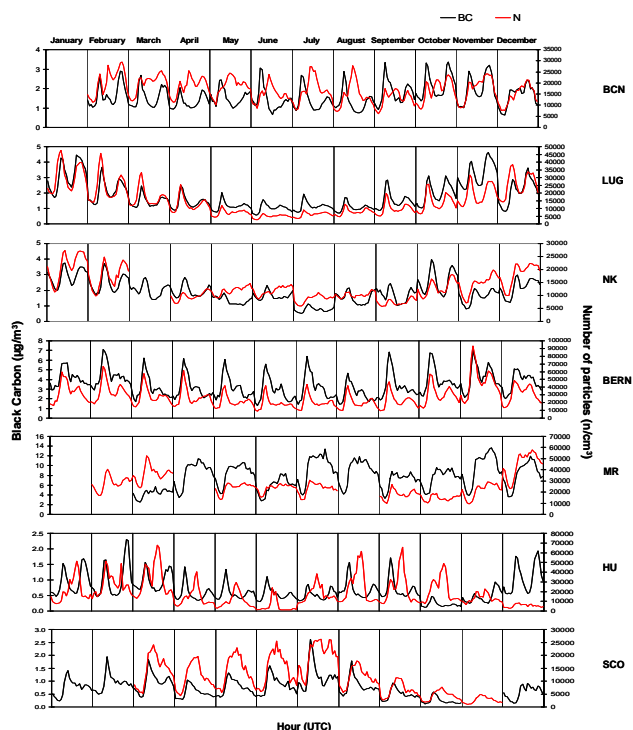 BC N
January February March April May June July August September October November December
4 3 2 1 0
35000 30000 25000 20000 15000 10000 5000 0
BCN
5 4 3 2 1 0
50000 45000 40000 35000 30000 25000 20000 15000 10000 5000 0
LUG
5 4 3 2 1 0
30000 25000 20000 15000 10000 5000 0
NK
Black Carbon (µg/m³)
Number of particles (n/cm³)
8 7 6 5 4 3 2 1 0
100000 90000 80000 70000 60000 50000 40000 30000 20000 10000 0
BERN
16 14 12 10 8 6 4 2 0
70000 60000 50000 40000 30000 20000 10000 0
MR
2.5 2.0 1.5 1.0 0.5 0.0
80000 70000 60000 50000 40000 30000 20000 10000 0
HU
3.0 2.5 2.0 1.5 1.0 0.5 0.0
30000 25000 20000 15000 10000 5000 0
SCO
Hour (UTC)